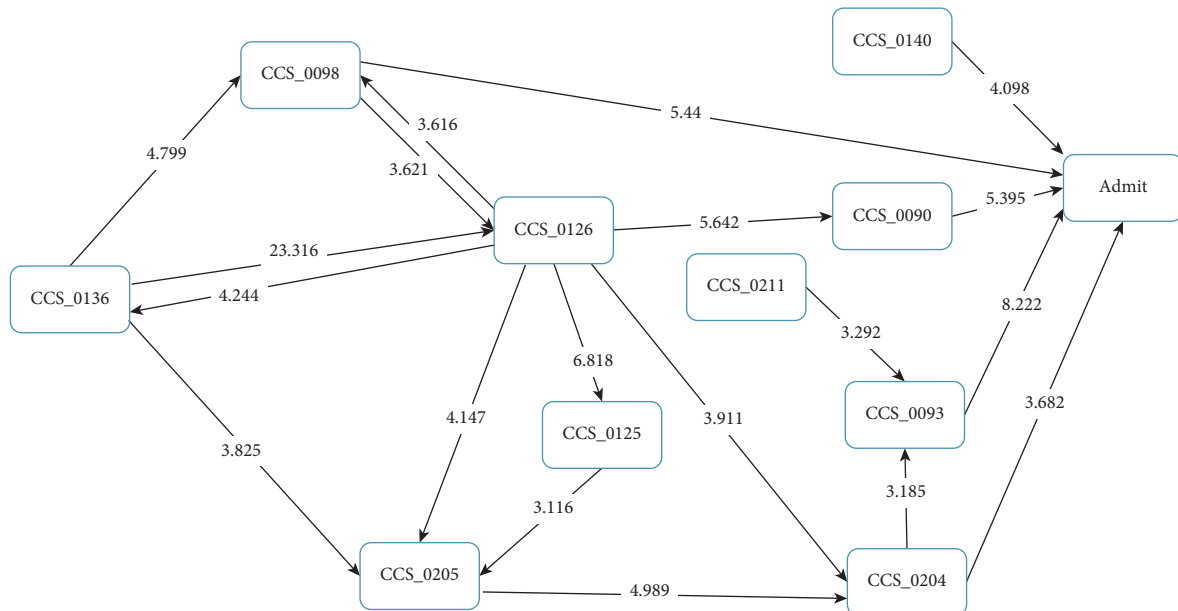 CCS_0140
CCS_0098
4.098
5.44
3.616
4.799
3.621
Admit
5.395
CCS_0090
5.642
CCS_0126
23.316
CCS_0211
4.244
CCS_0136
8.222
3.292
6.818
CCS_0093
3.682
4.147
3.911
CCS_0125
3.825
3.185
3.116
CCS_0205
CCS_0204
4.989